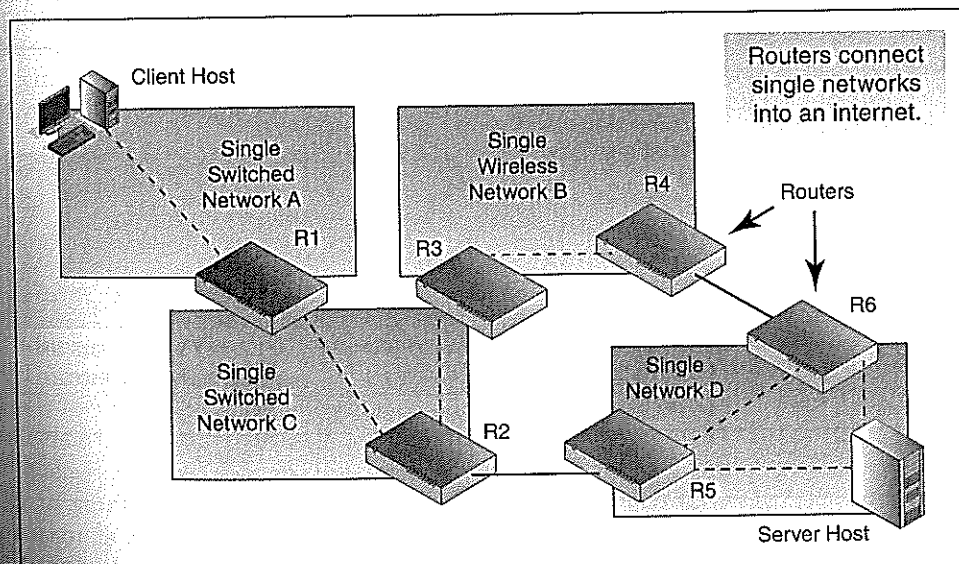 Client Host
Routers connect
single networks
into an internet.
Single
Switched
Network A
Single
Wireless
Network B
R4
Routers
R1
R3
R6
Single
Switched
Network C
Single
Network D
R2
R5
Server Host